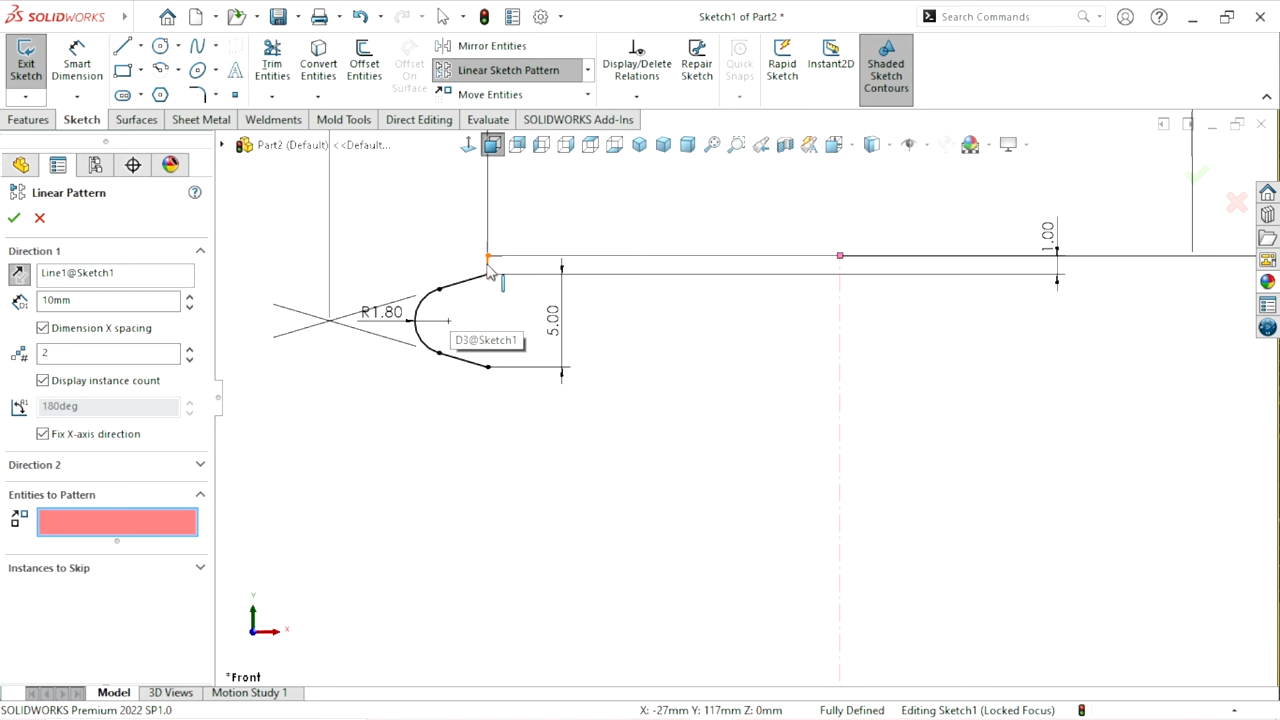 SOLIDWORKS
Sketch1 of Part2 *
Search Commands
Exit Sketch
Smart Dimension
Trim Entities
Convert Entities
Offset Entities
Offset On Surface
Mirror Entities
Linear Sketch Pattern
Move Entities
Display/Delete Relations
Repair Sketch
Quick Snaps
Rapid Sketch
Instant2D
Shaded Sketch Contours
Features
Sketch
Surfaces
Sheet Metal
Weldments
Mold Tools
Direct Editing
Evaluate
SOLIDWORKS Add-Ins
Part2 (Default) <<Default...
Linear Pattern
Direction 1
Line1@Sketch1
10mm
Dimension X spacing
2
Display instance count
180deg
Fix X-axis direction
Direction 2
Entities to Pattern
Instances to Skip
1.00
R1.80
5.00
D3@Sketch1
Y
X
*Front
Model
3D Views
Motion Study 1
SOLIDWORKS Premium 2022 SP1.0
X: -27mm Y: 117mm Z: 0mm
Fully Defined
Editing Sketch1 (Locked Focus)